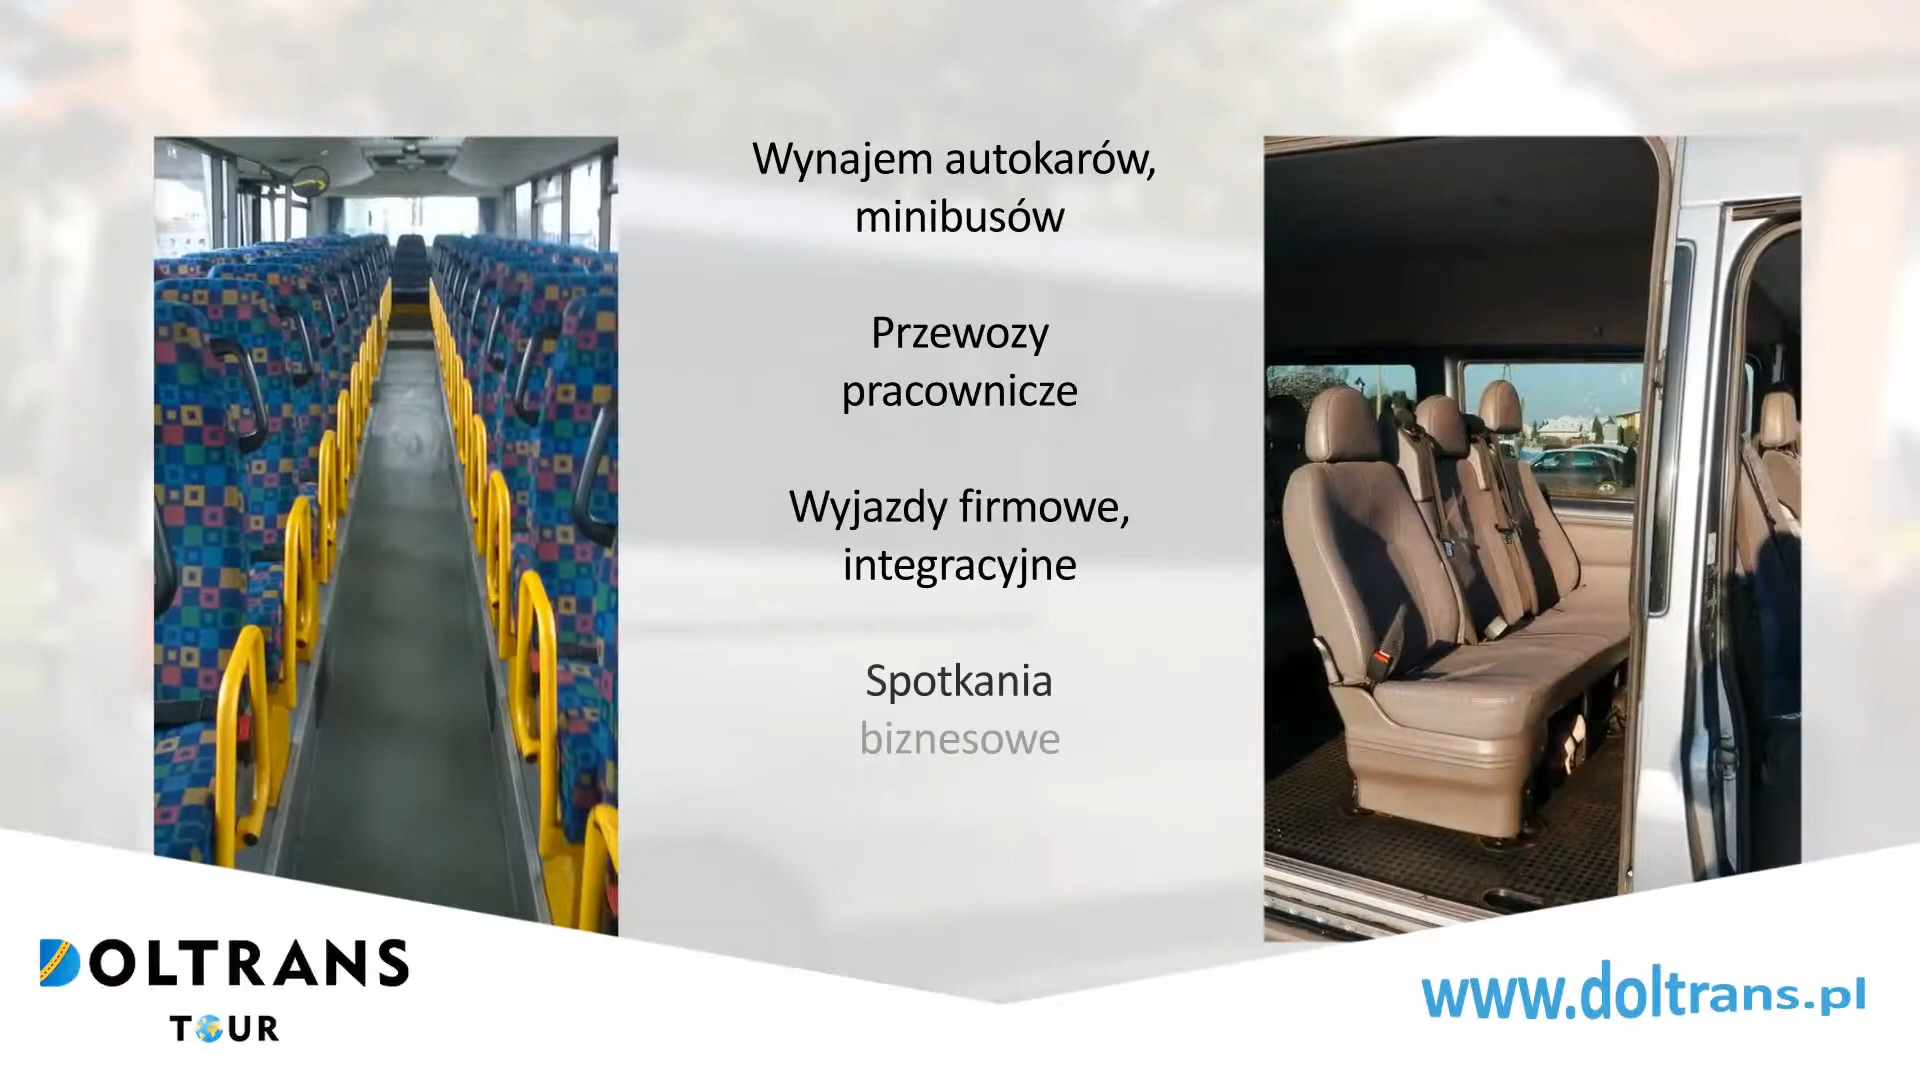 Wynajem autokarów,
minibusów
Przewozy
pracownicze
Wyjazdy firmowe,
integracyjne
Spotkania
biznesowe
DOLTRANS
TOUR
www.doltrans.pl